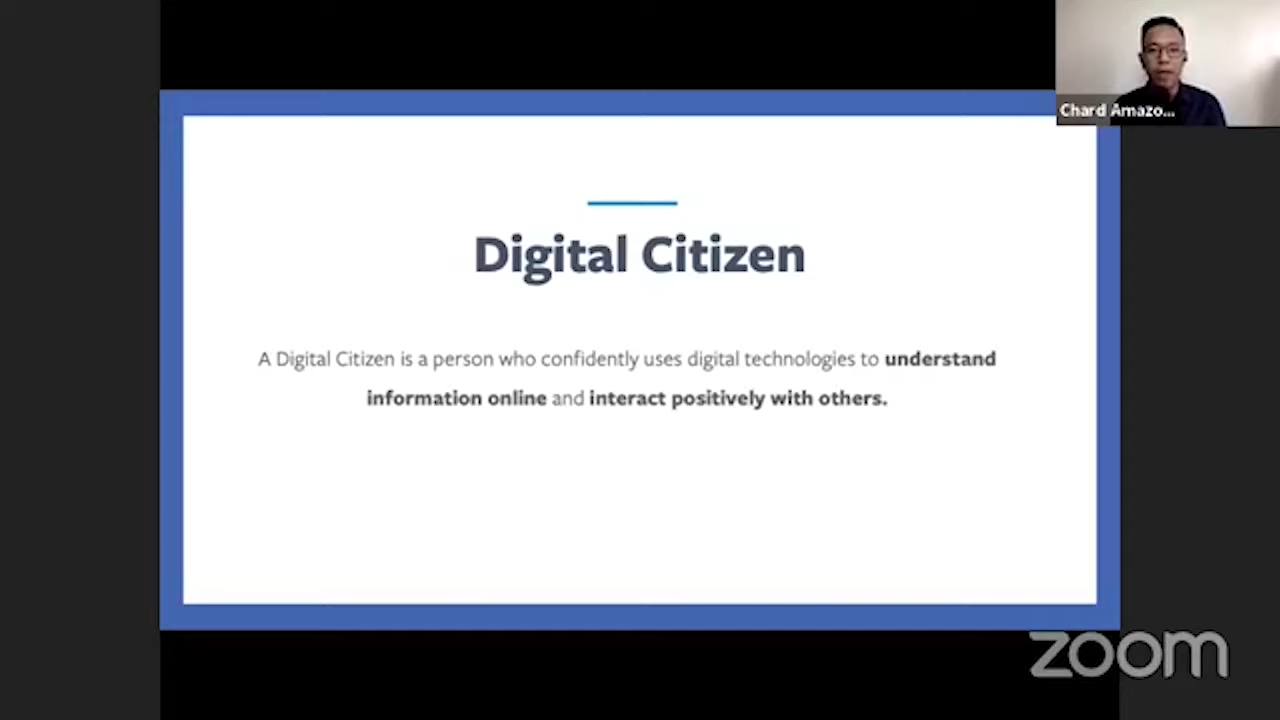 Chard Amazo...
Digital Citizen
A Digital Citizen is a person who confidently uses digital technologies to understand
information online and interact positively with others.
zoom